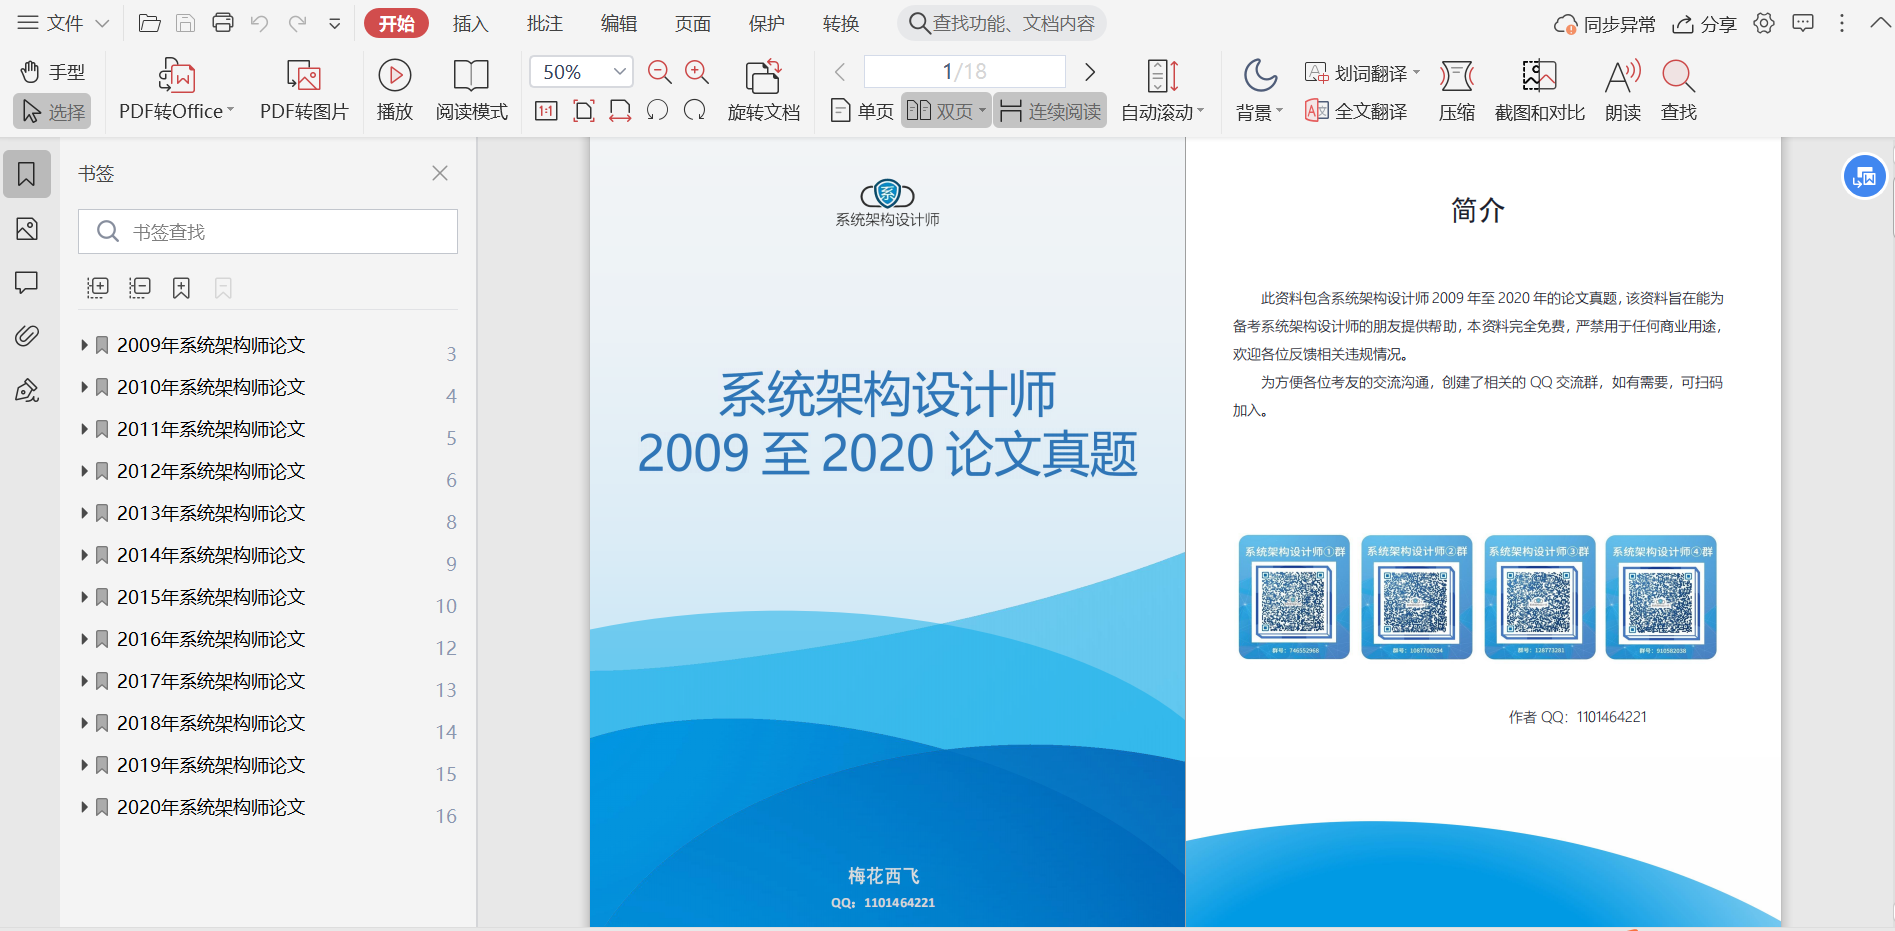 文件
开始
插入
批注
编辑
页面
保护
转换
查找功能、文档内容
同步异常
分享
手型
选择
PDF转Office
PDF转图片
播放
阅读模式
50%
1:1
旋转文档
1/18
单页
双页
连续阅读
自动滚动
背景
划词翻译
全文翻译
压缩
截图和对比
朗读
查找
书签
书签查找
2009年系统架构师论文 3
2010年系统架构师论文 4
2011年系统架构师论文 5
2012年系统架构师论文 6
2013年系统架构师论文 8
2014年系统架构师论文 9
2015年系统架构师论文 10
2016年系统架构师论文 12
2017年系统架构师论文 13
2018年系统架构师论文 14
2019年系统架构师论文 15
2020年系统架构师论文 16
系
系统架构设计师
系统架构设计师
2009 至 2020 论文真题
梅花西飞
QQ：1101464221
简介
此资料包含系统架构设计师 2009 年至 2020 年的论文真题，该资料旨在能为
备考系统架构设计师的朋友提供帮助，本资料完全免费，严禁用于任何商业用途，
欢迎各位反馈相关违规情况。
为方便各位考友的交流沟通，创建了相关的 QQ 交流群，如有需要，可扫码
加入。
系统架构设计师①群
系统架构设计师②群
系统架构设计师③群
系统架构设计师④群
群号：746552968
群号：1087700294
群号：128773281
群号：910582038
作者 QQ：1101464221